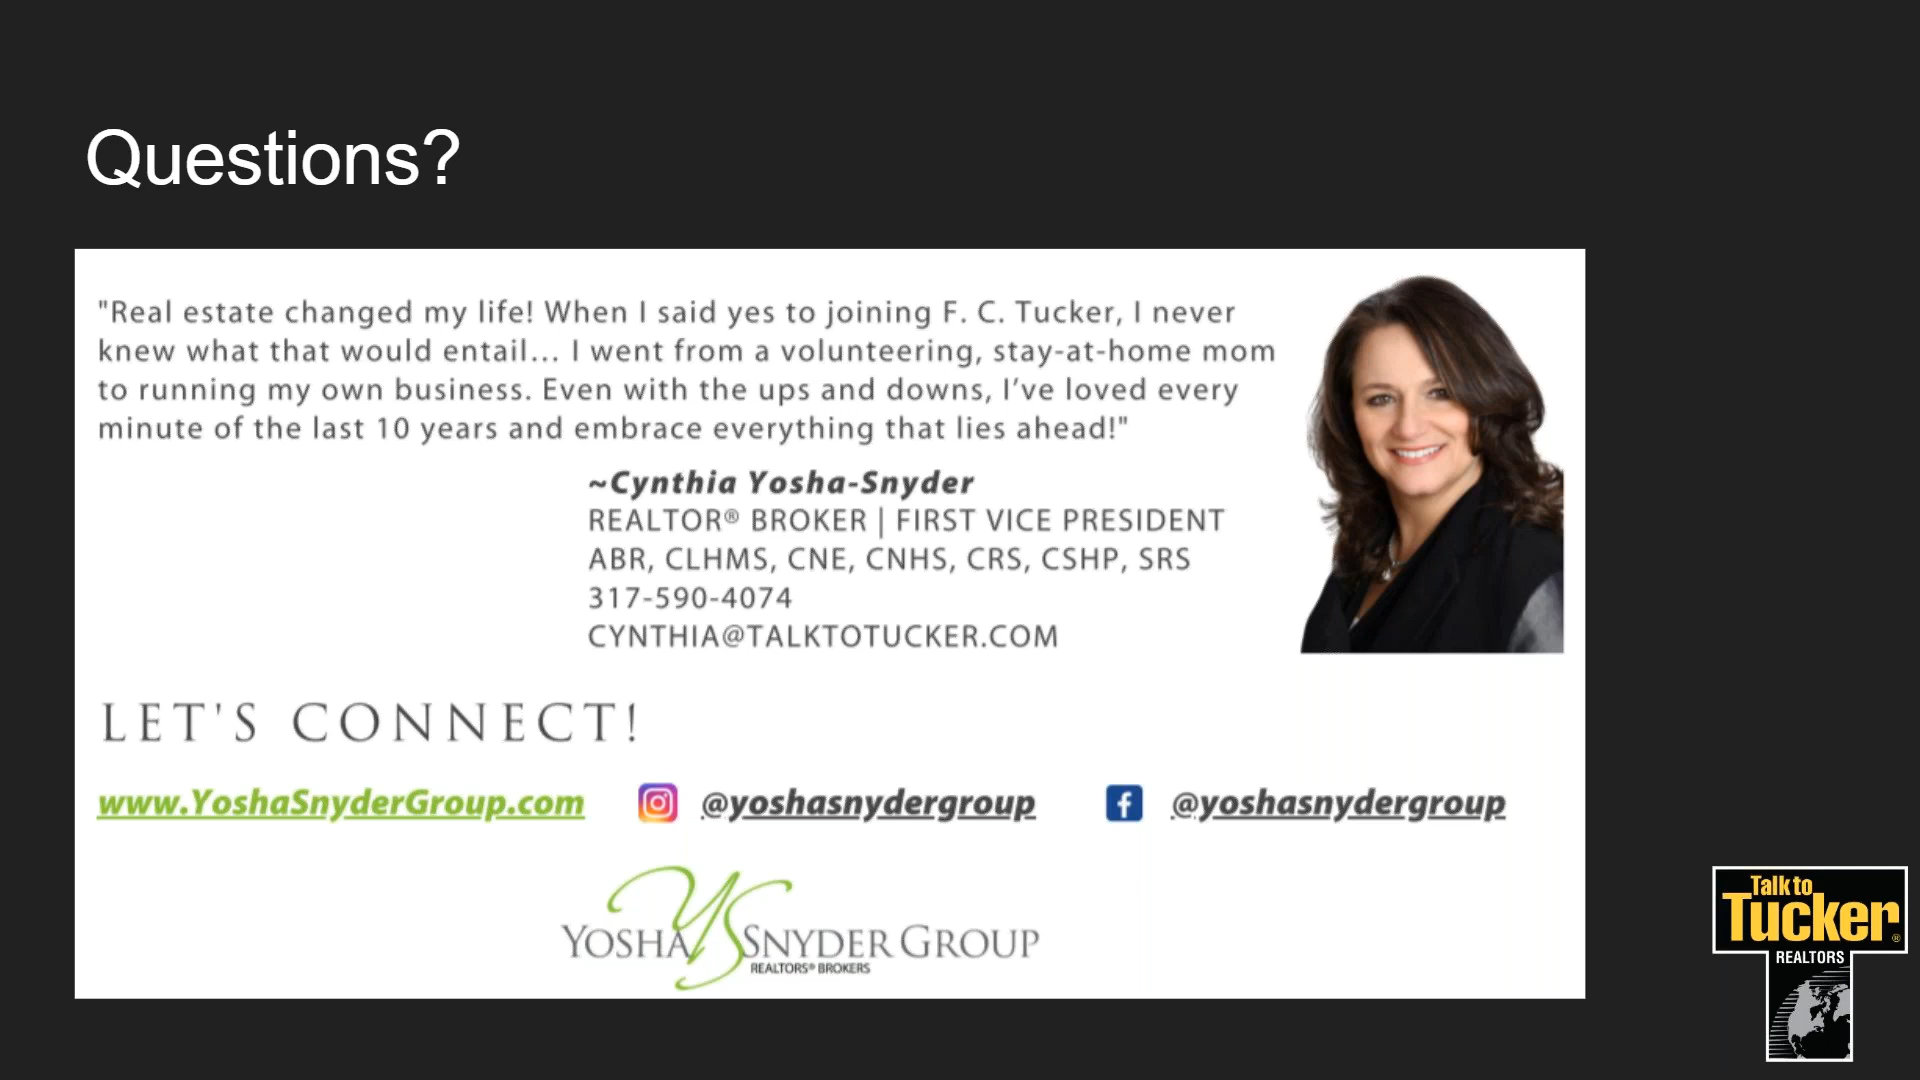 Questions?
"Real estate changed my life! When I said yes to joining F. C. Tucker, I never
knew what that would entail... I went from a volunteering, stay-at-home mom
to running my own business. Even with the ups and downs, I’ve loved every
minute of the last 10 years and embrace everything that lies ahead!"
~Cynthia Yosha-Snyder
REALTOR® BROKER | FIRST VICE PRESIDENT
ABR, CLHMS, CNE, CNHS, CRS, CSHP, SRS
317-590-4074
CYNTHIA@TALKTOTUCKER.COM
LET'S CONNECT!
www.YoshaSnyderGroup.com @yoshasnydergroup @yoshasnydergroup
YS
YOSHA SNYDER GROUP
REALTORS® BROKERS
Talk to
Tucker®
REALTORS